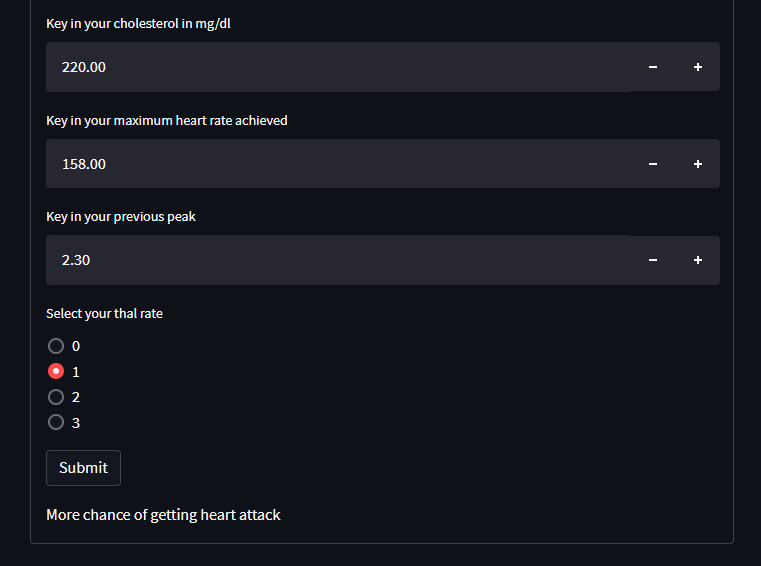 Key in your cholesterol in mg/dl
220.00
Key in your maximum heart rate achieved
158.00
Key in your previous peak
2.30
Select your thal rate
0
1
2
3
Submit
More chance of getting heart attack